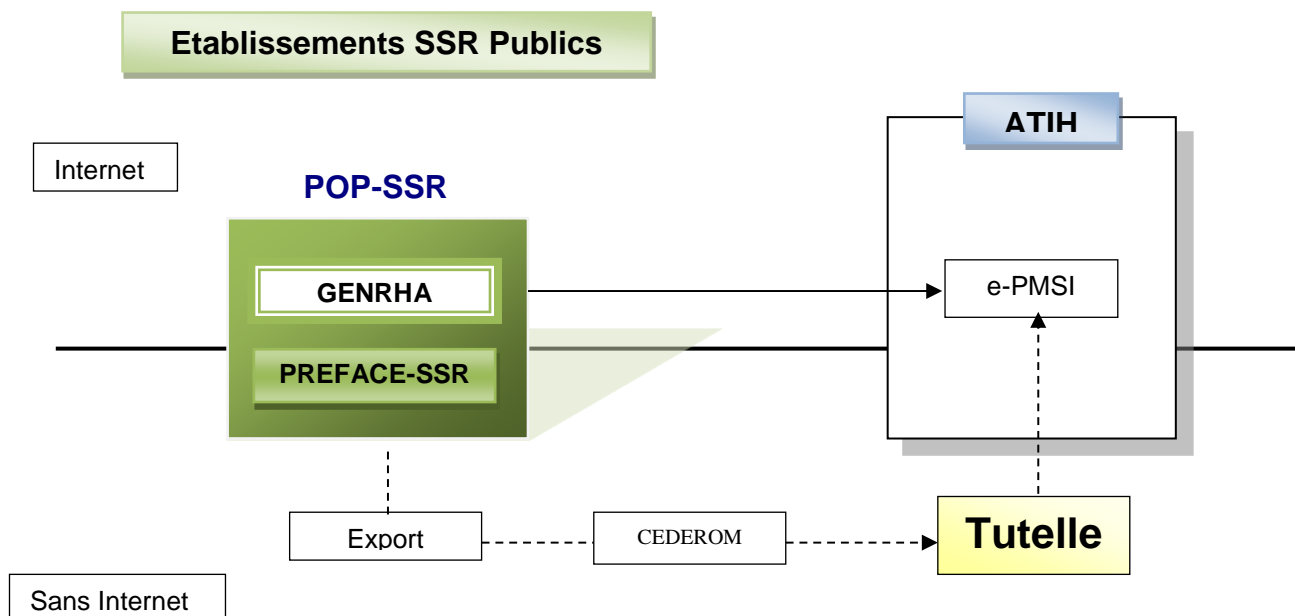 Etablissements SSR Publics
ATIH
Internet
POP-SSR
GENRHA
e-PMSI
PREFACE-SSR
Export
CEDEROM
Tutelle
Sans Internet